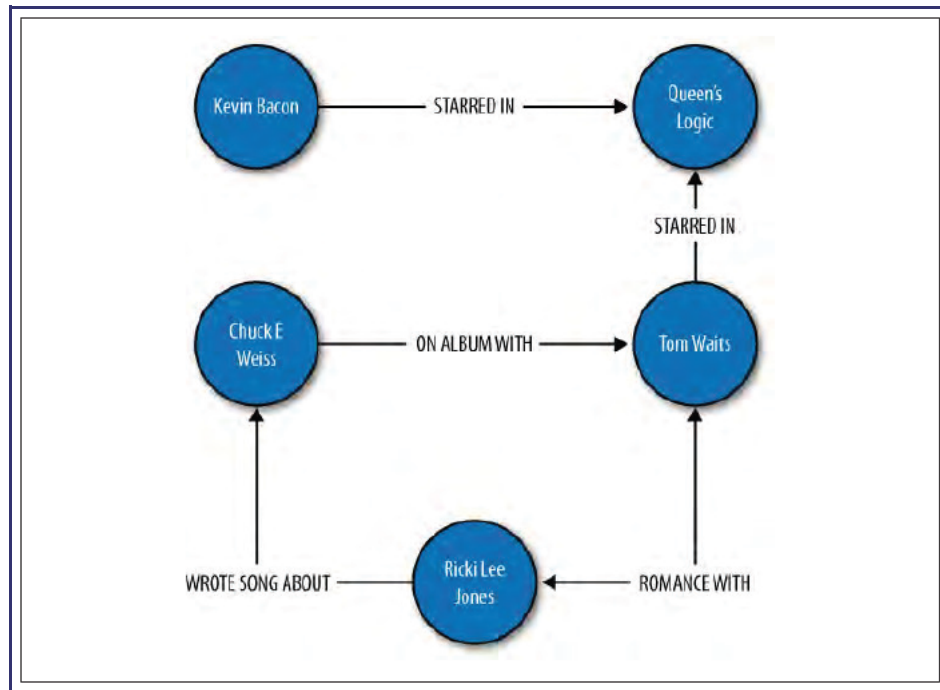 Kevin Bacon
STARRED IN
Queen's
Logic
STARRED IN
Chuck E
Weiss
ON ALBUM WITH
Tom Waits
WROTE SONG ABOUT
Ricki Lee
Jones
ROMANCE WITH